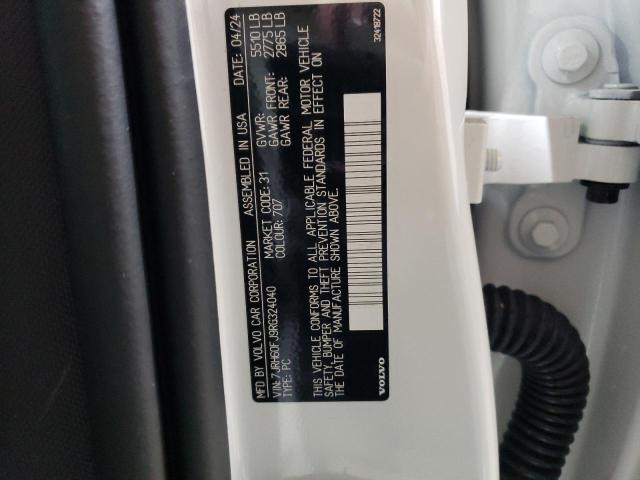 MFD BY VOLVO CAR CORPORATION ASSEMBLED IN USA DATE: 04/24
VIN: 7JRH60FJ9RG324040 MARKET CODE: 31 GVWR: 5510 LB
TYPE: PC COLOUR: 707 GAWR FRONT: 2775 LB
GAWR REAR: 2865 LB
THIS VEHICLE CONFORMS TO ALL APPLICABLE FEDERAL MOTOR VEHICLE
SAFETY, BUMPER AND THEFT PREVENTION STANDARDS IN EFFECT ON
THE DATE OF MANUFACTURE SHOWN ABOVE.
VOLVO 32418722